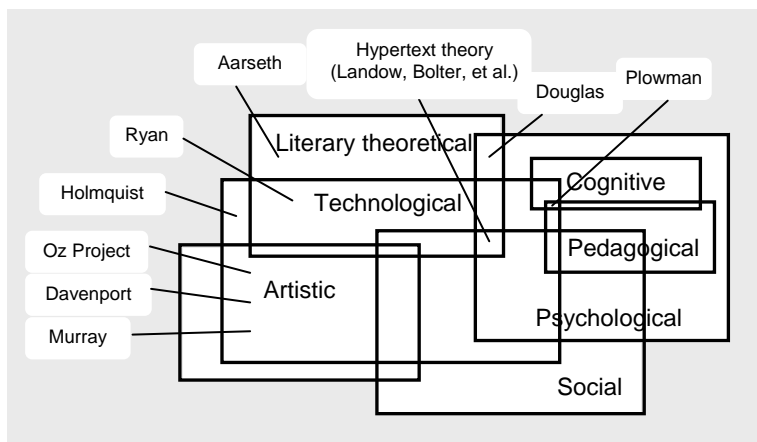 Hypertext theory
(Landow, Bolter, et al.)
Aarseth
Plowman
Douglas
Ryan
Literary theoretical
Holmquist
Technological
Cognitive
Oz Project
Pedagogical
Davenport
Artistic
Murray
Psychological
Social